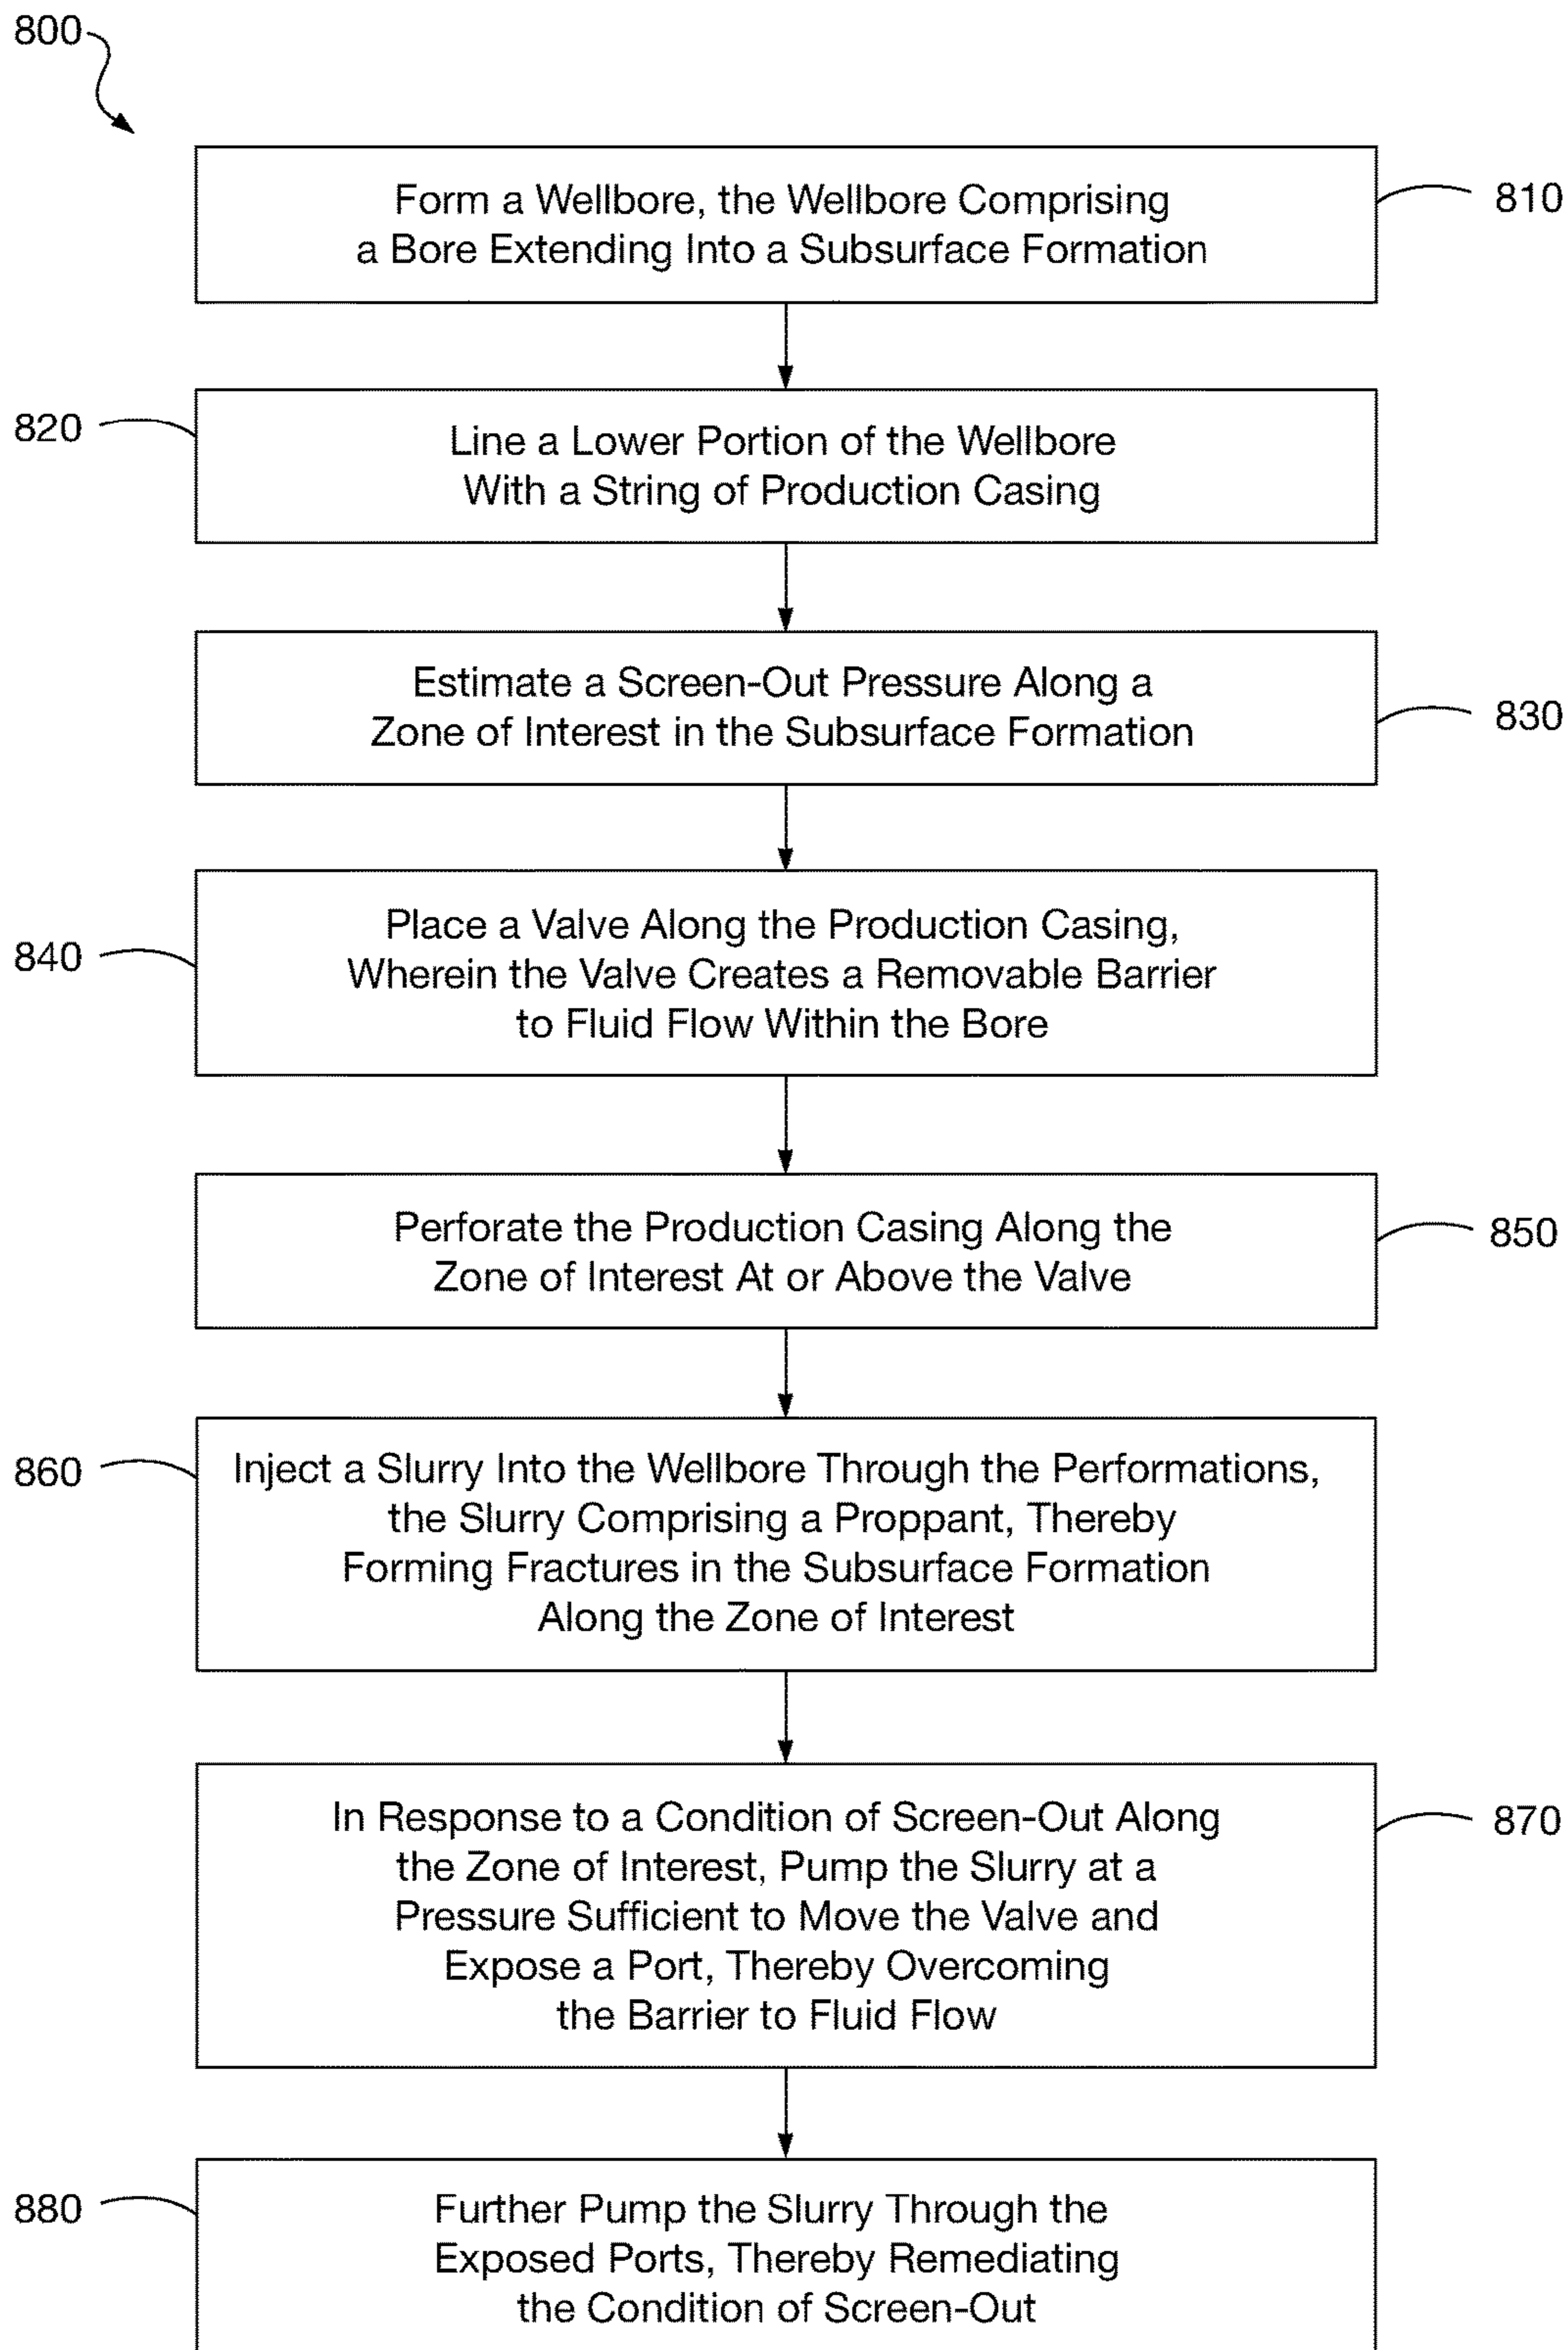 800
Form a Wellbore, the Wellbore Comprising
a Bore Extending Into a Subsurface Formation
810
820
Line a Lower Portion of the Wellbore
With a String of Production Casing
Estimate a Screen-Out Pressure Along a
Zone of Interest in the Subsurface Formation
830
840
Place a Valve Along the Production Casing,
Wherein the Valve Creates a Removable Barrier
to Fluid Flow Within the Bore
Perforate the Production Casing Along the
Zone of Interest At or Above the Valve
850
860
Inject a Slurry Into the Wellbore Through the Performations,
the Slurry Comprising a Proppant, Thereby
Forming Fractures in the Subsurface Formation
Along the Zone of Interest
In Response to a Condition of Screen-Out Along
the Zone of Interest, Pump the Slurry at a
Pressure Sufficient to Move the Valve and
Expose a Port, Thereby Overcoming
the Barrier to Fluid Flow
870
880
Further Pump the Slurry Through the
Exposed Ports, Thereby Remediating
the Condition of Screen-Out